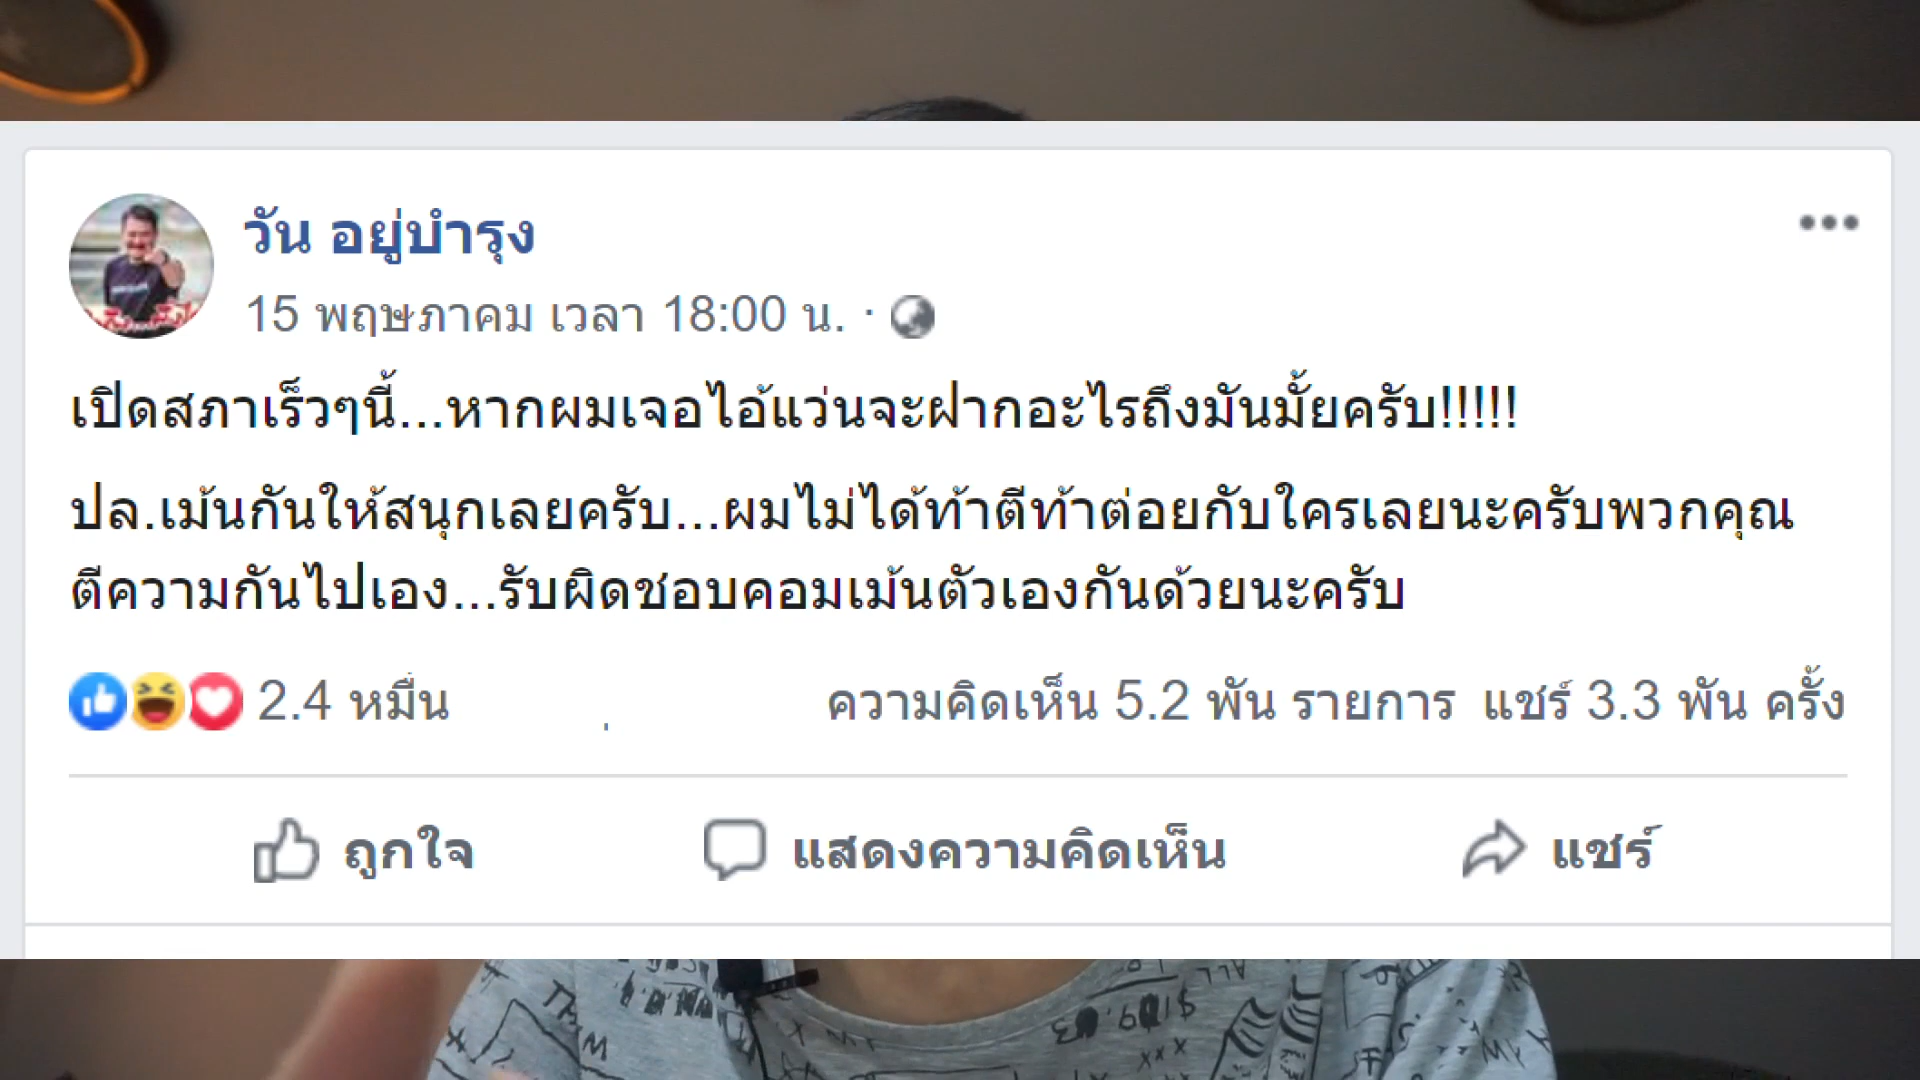 วัน อยู่บำรุง
15 พฤษภาคม เวลา 18:00 น. ·
เปิดสภาเร็วๆนี้...หากผมเจอไอ้แว่นจะฝากอะไรถึงมันมั้ยครับ!!!!!
ปล.เม้นกันให้สนุกเลยครับ...ผมไม่ได้ท้าตีท้าต่อยกับใครเลยนะครับพวกคุณ
ตีความกันไปเอง...รับผิดชอบคอมเม้นตัวเองกันด้วยนะครับ
2.4 หมื่น ความคิดเห็น 5.2 พัน รายการ แชร์ 3.3 พัน ครั้ง
ถูกใจ แสดงความคิดเห็น แชร์